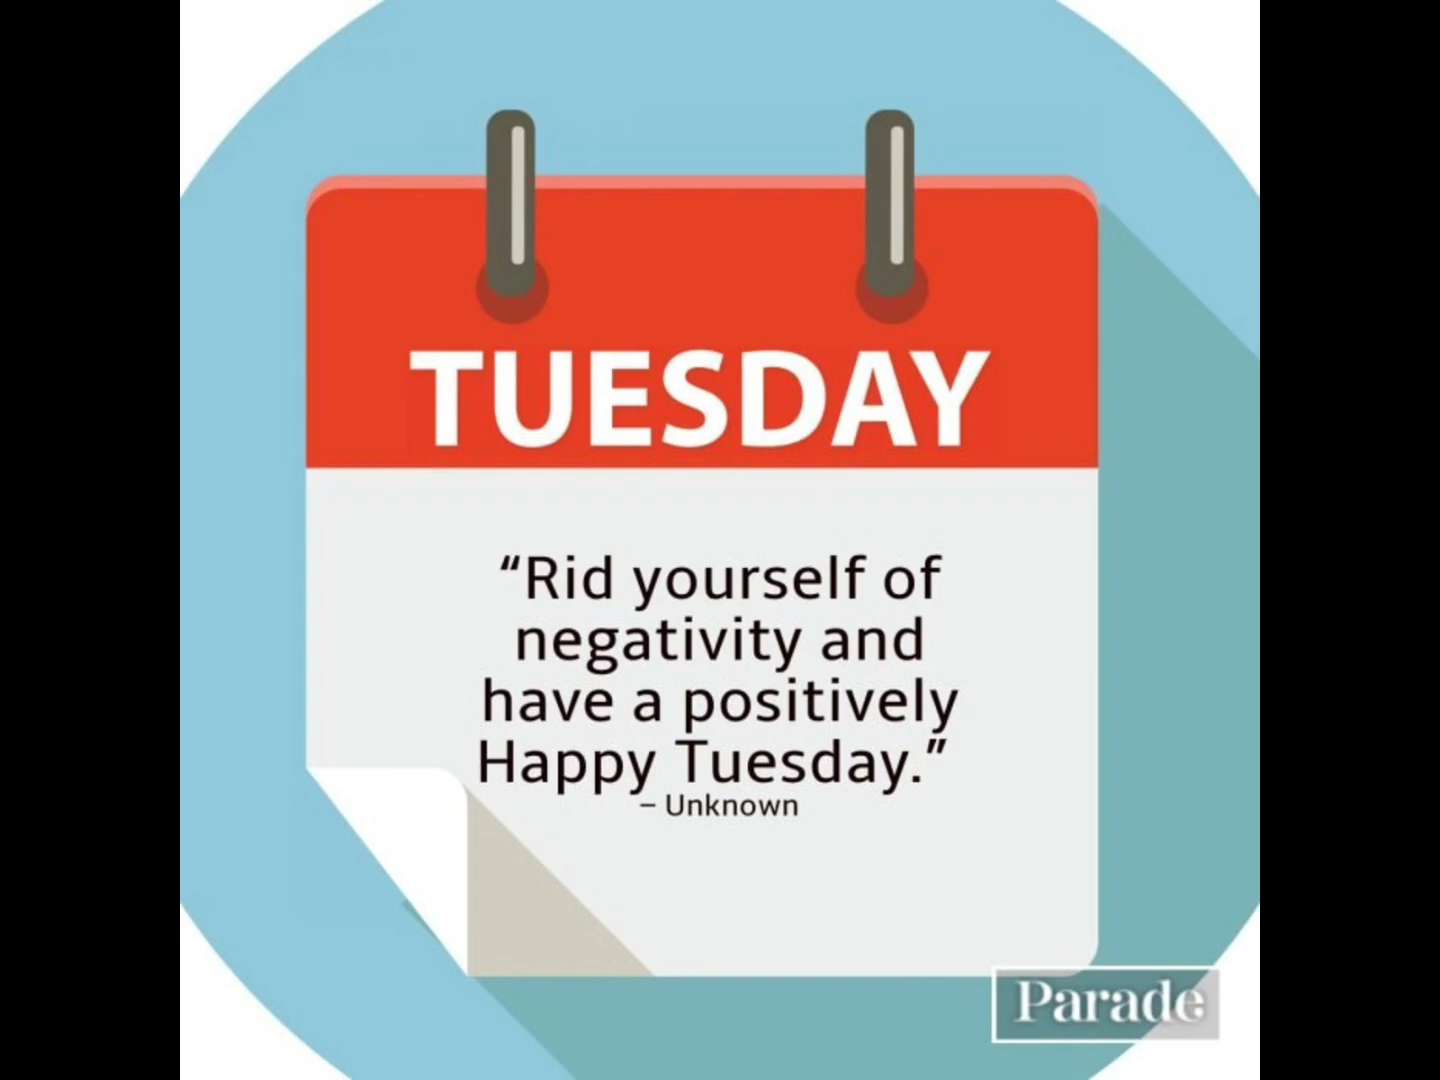 TUESDAY
“Rid yourself of
negativity and
have a positively
Happy Tuesday.”
– Unknown
Parade